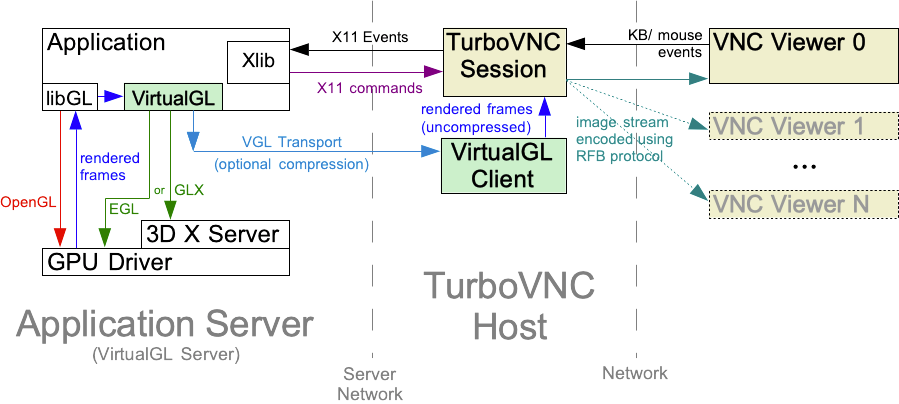 Application
Xlib
libGL
VirtualGL
X11 Events
X11 commands
TurboVNC
Session
KB/ mouse
events
VNC Viewer 0
rendered frames
(uncompressed)
VGL Transport
(optional compression)
VirtualGL
Client
image stream
encoded using
RFB protocol
VNC Viewer 1
...
VNC Viewer N
rendered
frames
OpenGL
EGL
or
GLX
3D X Server
GPU Driver
Application Server
(VirtualGL Server)
TurboVNC
Host
Server
Network
Network